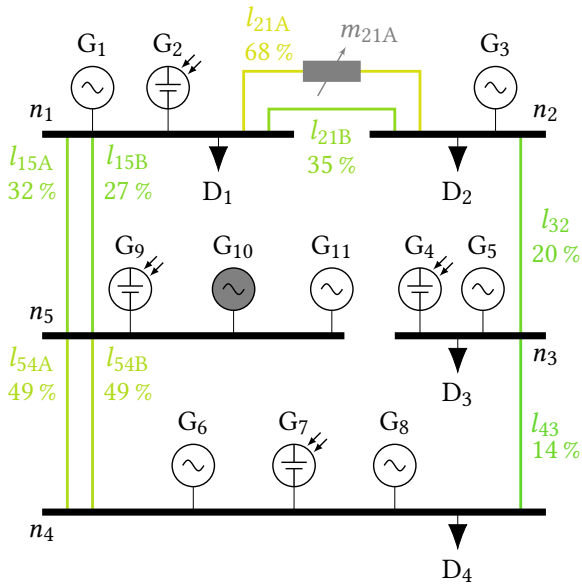 l21A
68 %
m21A
G1
G2
G3
n1
n2
l15A
32 %
l15B
27 %
l21B
35 %
D1
D2
l32
20 %
G9
G10
G11
G4
G5
n5
n3
l54A
49 %
l54B
49 %
D3
G6
G7
G8
l43
14 %
n4
D4